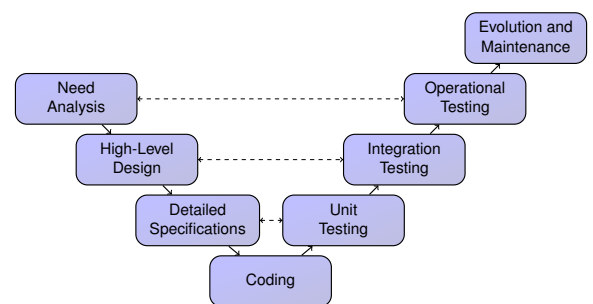 Evolution and
Maintenance
Need
Analysis
Operational
Testing
High-Level
Design
Integration
Testing
Detailed
Specifications
Unit
Testing
Coding